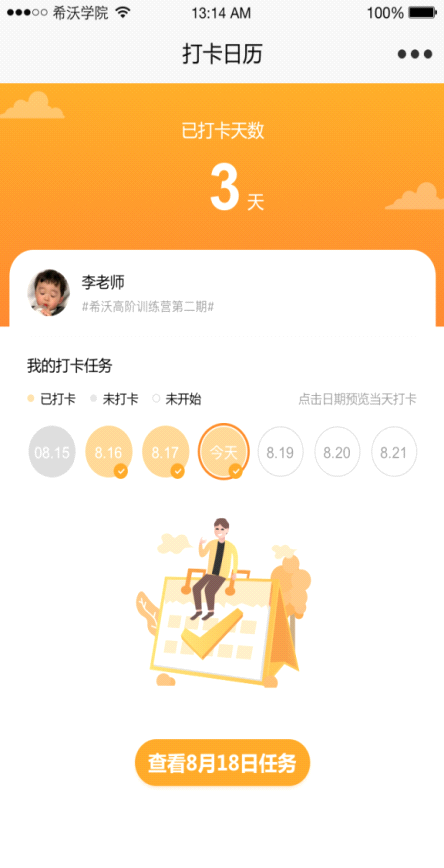 希沃学院 13:14 AM 100%
打卡日历
已打卡天数
3 天
李老师
#希沃高阶训练营第二期#
我的打卡任务
已打卡 未打卡 未开始 点击日期预览当天打卡
08.15 8.16 8.17 今天 8.19 8.20 8.21
查看8月18日任务